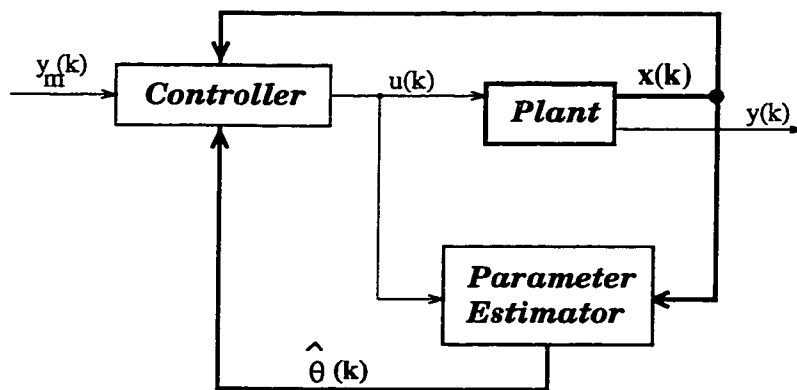 y_m(k)
Controller
u(k)
Plant
x(k)
y(k)
Parameter
Estimator
θ̂(k)